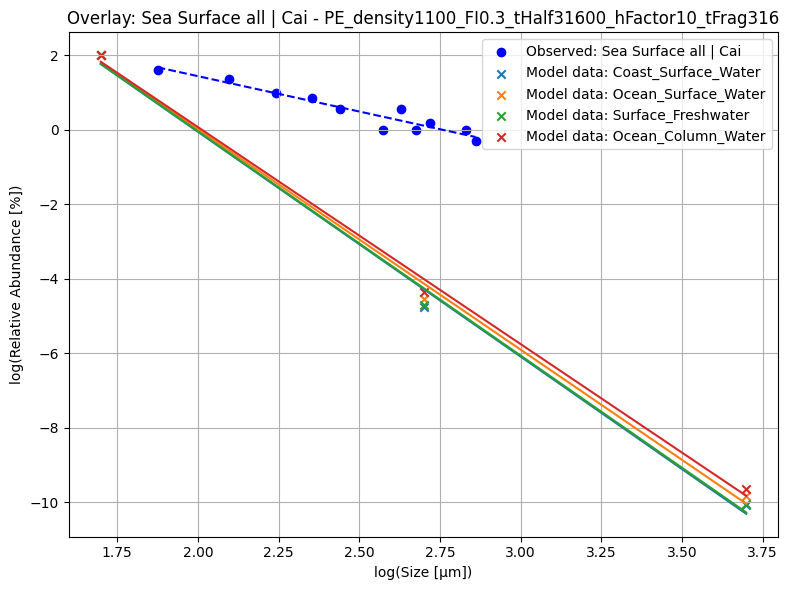 Overlay: Sea Surface all | Cai - PE_density1100_FI0.3_tHalf31600_hFactor10_tFrag316
Observed: Sea Surface all | Cai
Model data: Coast_Surface_Water
Model data: Ocean_Surface_Water
Model data: Surface_Freshwater
Model data: Ocean_Column_Water
log(Relative Abundance [%])
2
0
−2
−4
−6
−8
−10
1.75
2.00
2.25
2.50
2.75
3.00
3.25
3.50
3.75
log(Size [µm])